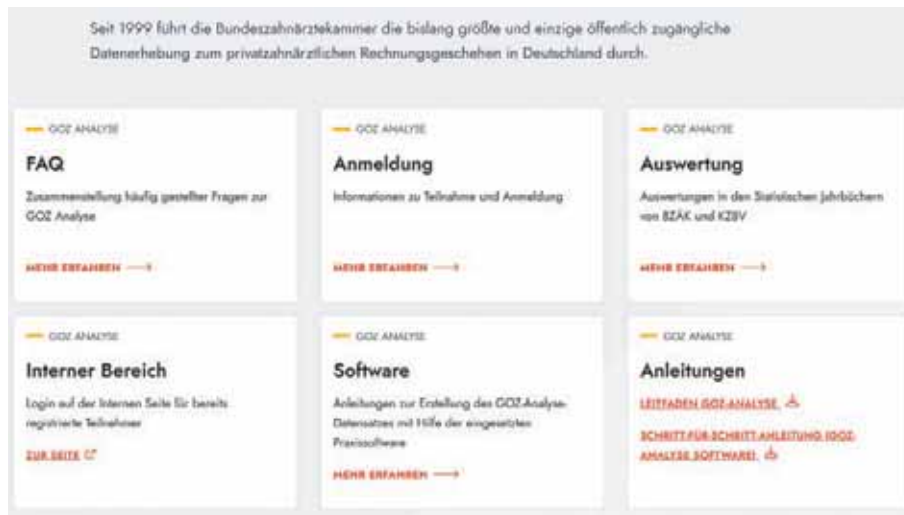 Seit 1999 führt die Bundeszahnärztekammer die bislang größte und einzige öffentlich zugängliche
Datenerhebung zum privatzahnärztlichen Rechnungsgeschehen in Deutschland durch.
GOZ ANALYSE
FAQ
Zusammenstellung häufig gestellter Fragen zur
GOZ Analyse
MEHR ERFAHREN
GOZ ANALYSE
Anmeldung
Informationen zu Teilnahme und Anmeldung
MEHR ERFAHREN
GOZ ANALYSE
Auswertung
Auswertungen in den Statistischen Jahrbüchern
von BZÄK und KZBV
MEHR ERFAHREN
GOZ ANALYSE
Interner Bereich
Login auf der Internen Seite für bereits
registrierte Teilnehmer
ZUR SEITE
GOZ ANALYSE
Software
Anleitungen zur Erstellung des GOZ-Analyse-
Datensatzes mit Hilfe der eingesetzten
Praxissoftware
MEHR ERFAHREN
GOZ ANALYSE
Anleitungen
LEITFADEN GOZ-ANALYSE
SCHRITT-FÜR-SCHRITT-ANLEITUNG (GOZ-
ANALYSE SOFTWARE)